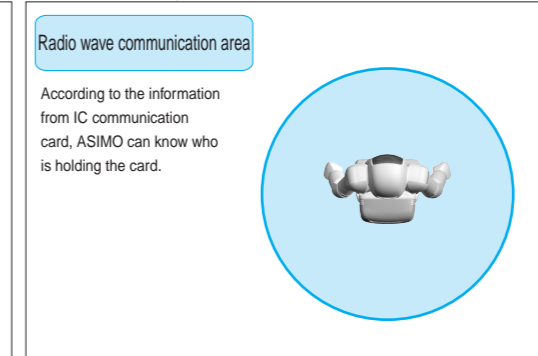 Radio wave communication area
According to the information
from IC communication
card, ASIMO can know who
is holding the card.